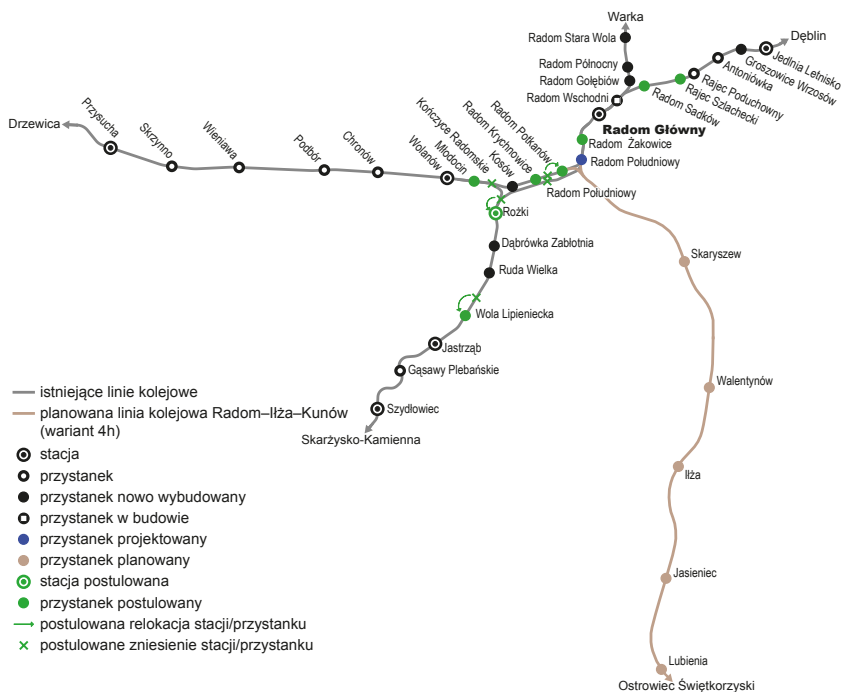 Warka
Radom Stara Wola
Radom Północny
Radom Gołębiów
Radom Wschodni
Dęblin
Jedlnia Letnisko
Groszowice Wrzosów
Antoniówka
Rajec Poduchowny
Rajec Szlachecki
Radom Sadków
Radom Główny
Radom Żakowice
Radom Południowy
Radom Południowy
Radom Potkanów
Radom Krychnowice
Kosów
Kończyce Radomskie
Młodocin
Wolanów
Chronów
Podbór
Wieniawa
Skrzynno
Przysucha
Drzewica
Rożki
Dąbrówka Zabłotnia
Ruda Wielka
Wola Lipieniecka
Jastrząb
Gąsawy Plebańskie
Szydłowiec
Skarżysko-Kamienna
Skaryszew
Walentynów
Iłża
Jasieniec
Lubienia
Ostrowiec Świętkorzyski
istniejące linie kolejowe
planowana linia kolejowa Radom–Iłża–Kunów
(wariant 4h)
stacja
przystanek
przystanek nowo wybudowany
przystanek w budowie
przystanek projektowany
przystanek planowany
stacja postulowana
przystanek postulowany
postulowana relokacja stacji/przystanku
postulowane zniesienie stacji/przystanku